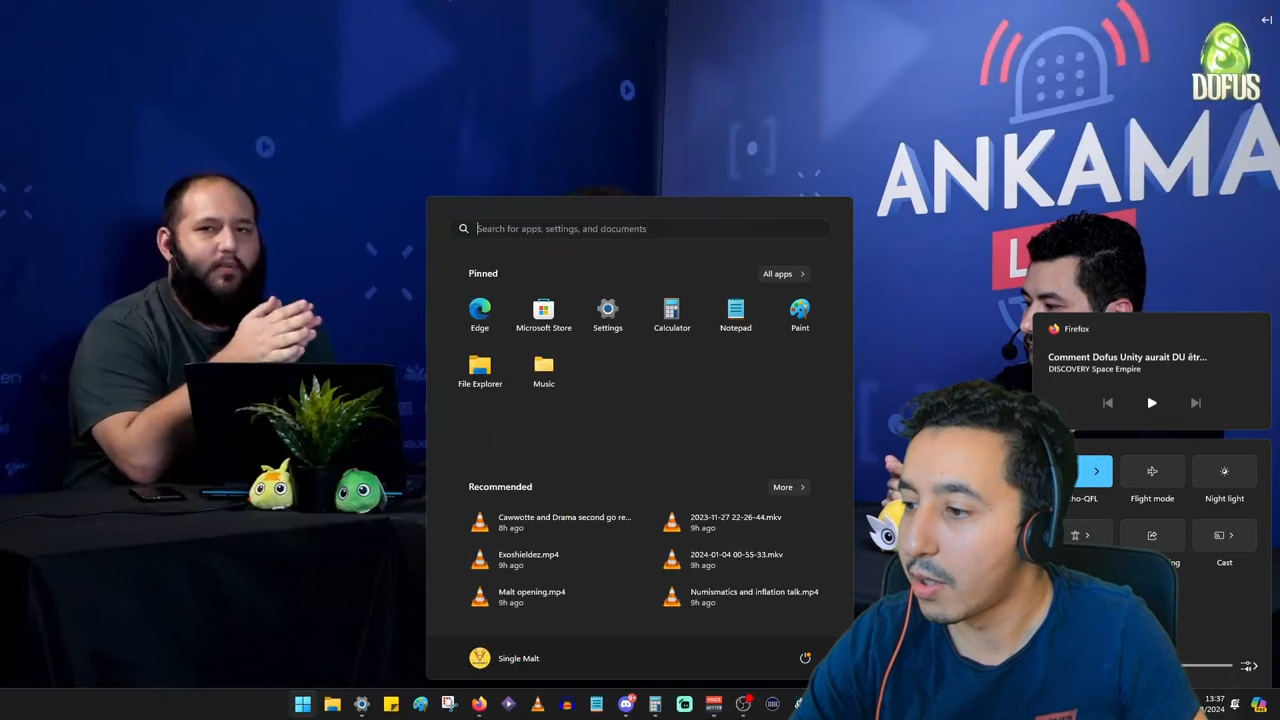 DOFUS
ANKAMA
Search for apps, settings, and documents
Pinned
All apps
Edge
Microsoft Store
Settings
Calculator
Notepad
Paint
File Explorer
Music
Recommended
More
Cawwotte and Drama second go re...
8h ago
2023-11-27 22-26-44.mkv
9h ago
Exoshieldez.mp4
9h ago
2024-01-04 00-55-33.mkv
9h ago
Malt opening.mp4
9h ago
Numismatics and inflation talk.mp4
9h ago
Single Malt
Firefox
Comment Dofus Unity aurait DU êtr...
DISCOVERY Space Empire
Flight mode
Night light
Cast
13:37